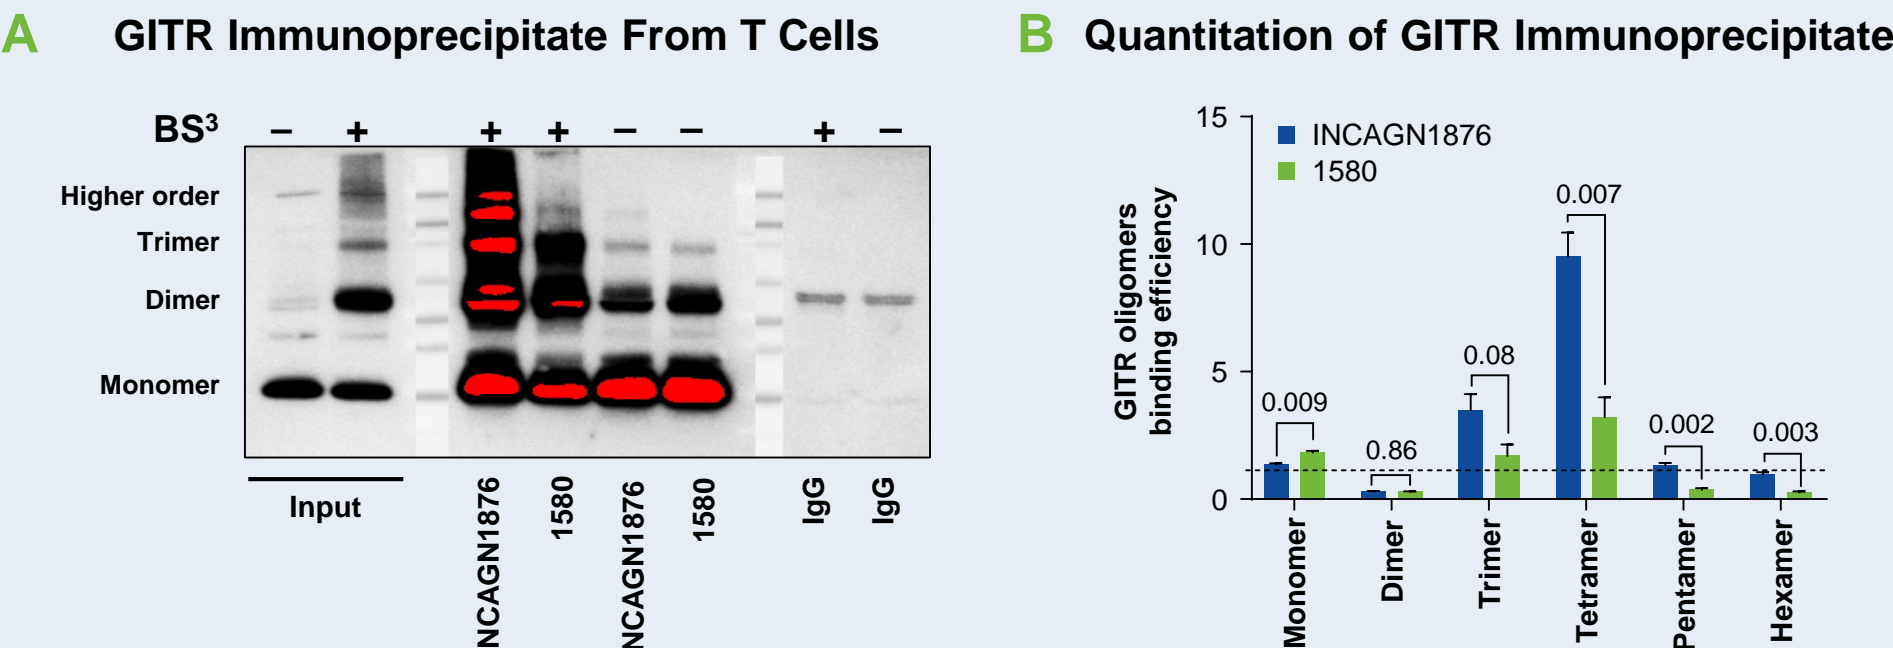 A GITR Immunoprecipitate From T Cells
BS³ – + + + – – + –
Higher order
Trimer
Dimer
Monomer
Input
NCAGN1876
1580
NCAGN1876
1580
IgG
IgG
B Quantitation of GITR Immunoprecipitate
GITR oligomers
binding efficiency
15
10
5
0
INCAGN1876
1580
0.009
0.86
0.08
0.007
0.002
0.003
Monomer
Dimer
Trimer
Tetramer
Pentamer
Hexamer